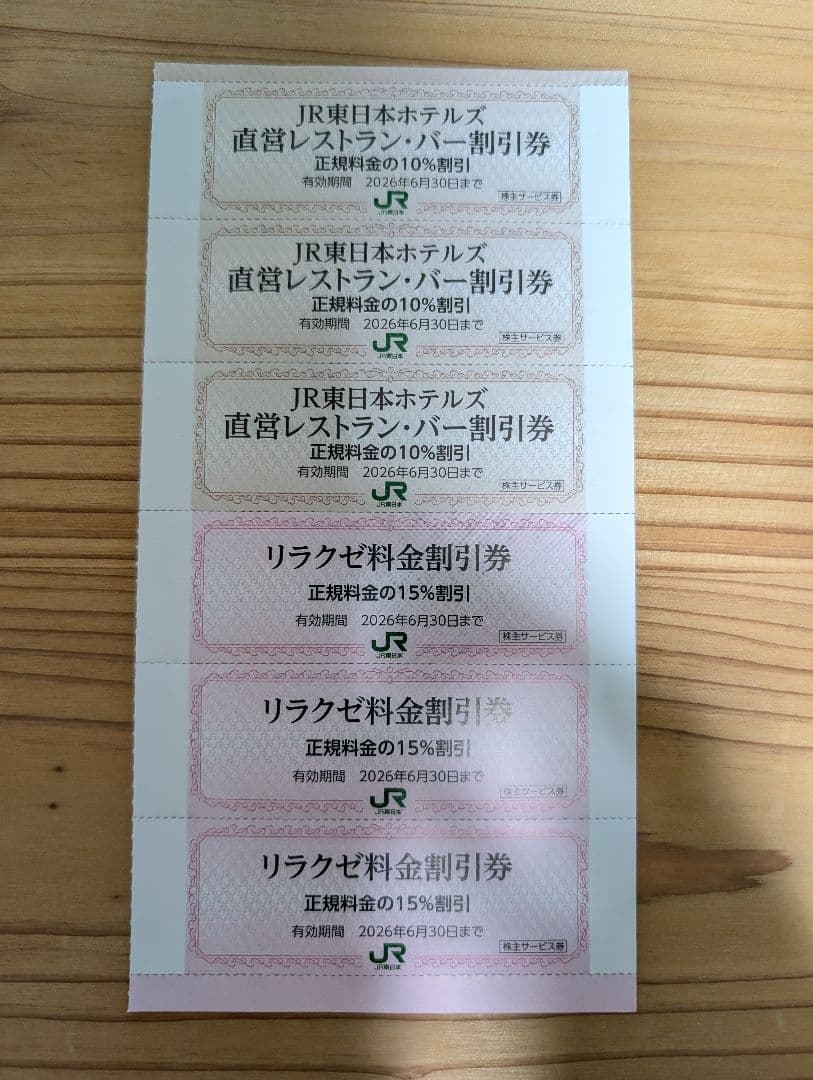 JR東日本ホテルズ
直営レストラン・バー割引券
正規料金の10%割引
有効期間 2026年6月30日まで
JR
JR東日本
株主サービス券
JR東日本ホテルズ
直営レストラン・バー割引券
正規料金の10%割引
有効期間 2026年6月30日まで
JR
JR東日本
株主サービス券
JR東日本ホテルズ
直営レストラン・バー割引券
正規料金の10%割引
有効期間 2026年6月30日まで
JR
JR東日本
株主サービス券
リラクゼ料金割引券
正規料金の15%割引
有効期間 2026年6月30日まで
JR
JR東日本
株主サービス券
リラクゼ料金割引券
正規料金の15%割引
有効期間 2026年6月30日まで
JR
JR東日本
株主サービス券
リラクゼ料金割引券
正規料金の15%割引
有効期間 2026年6月30日まで
JR
JR東日本
株主サービス券